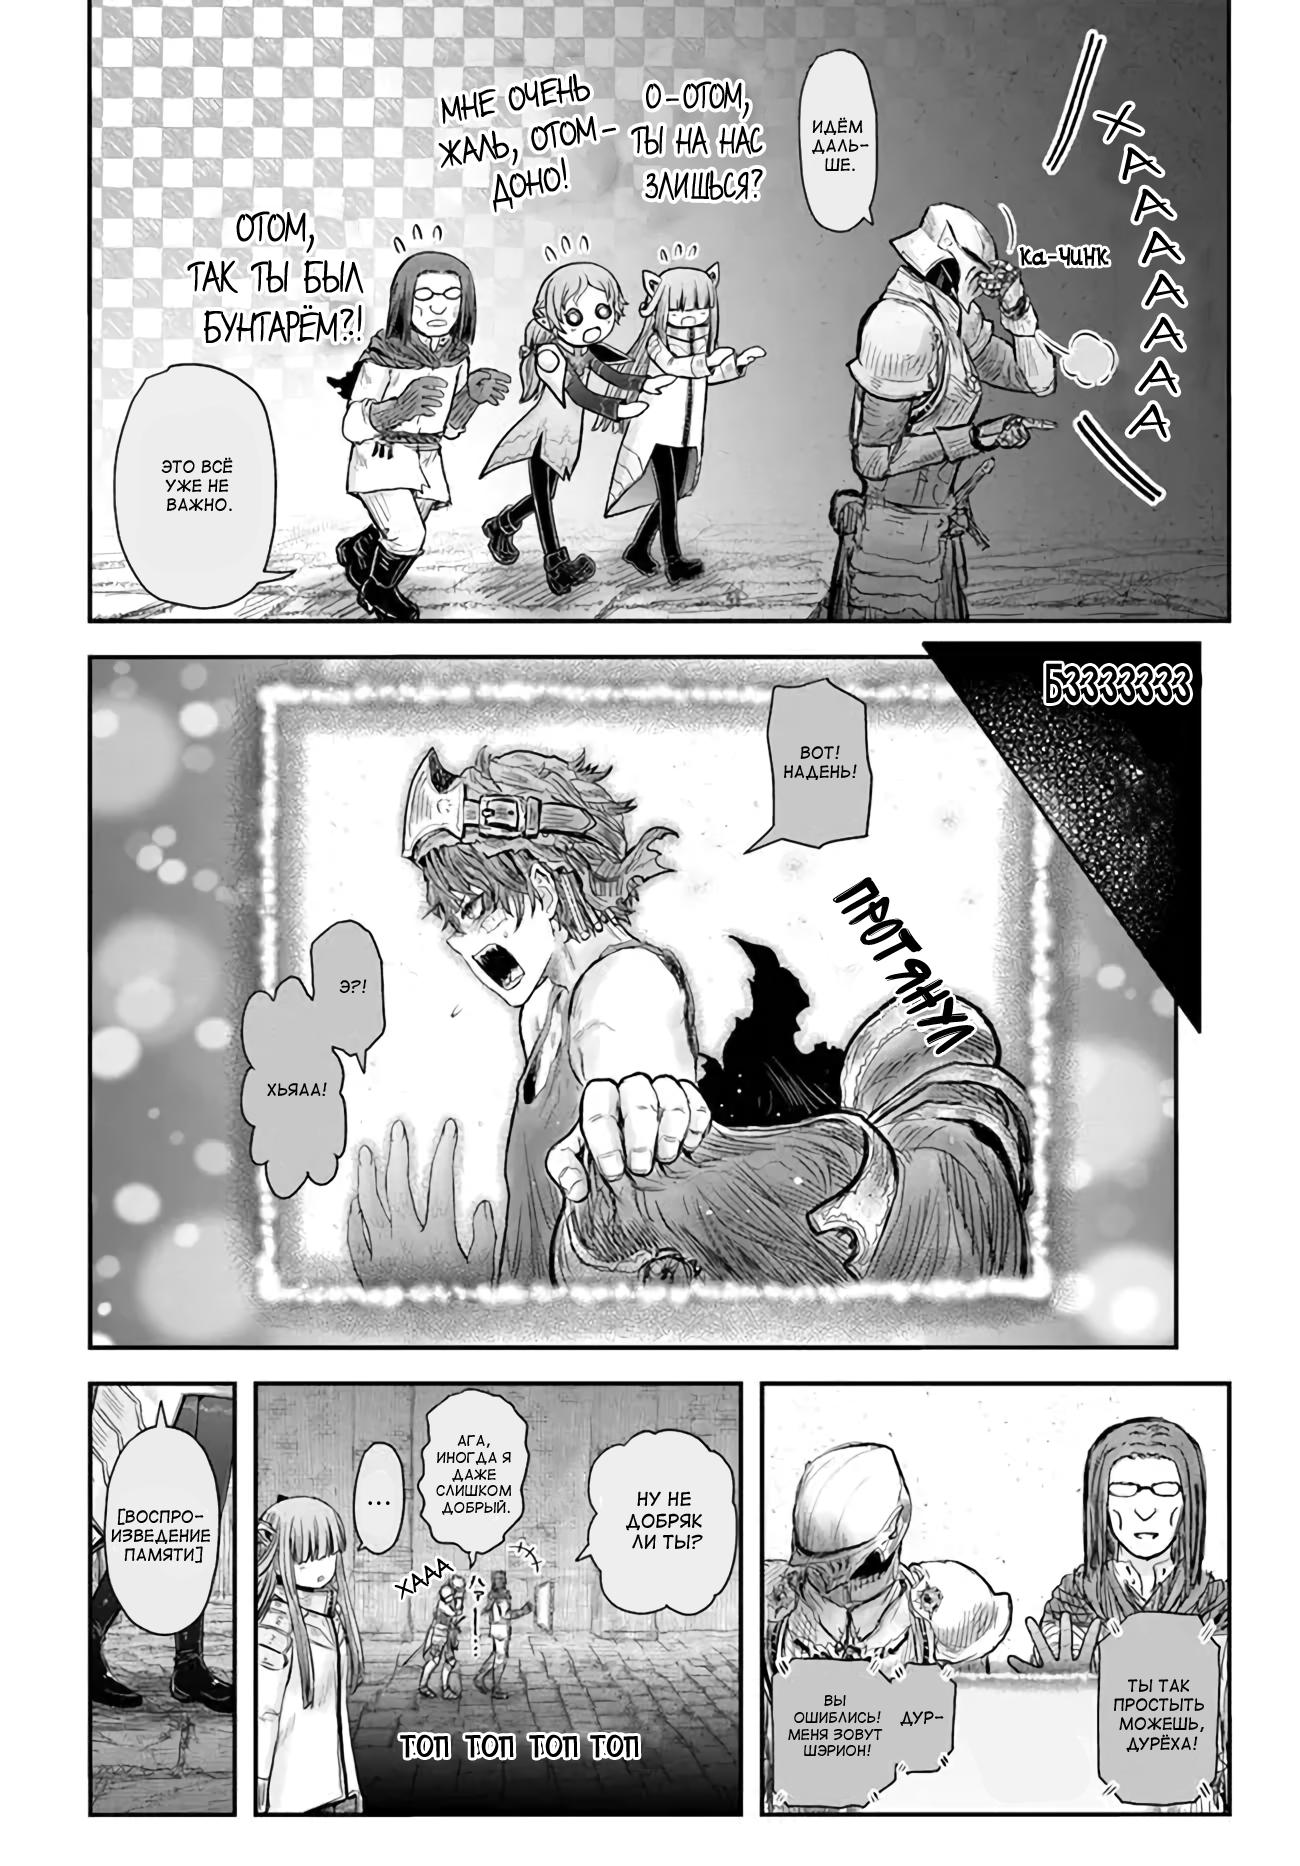 ХАААААААА
ИДЁМ
ДАЛЬ-
ШЕ.
КА-ЧИНК
О-ОТОМ,
ТЫ НА НАС
ЗЛИШЬСЯ?
МНЕ ОЧЕНЬ
ЖАЛЬ, ОТОМ-
ДОНО!
ОТОМ,
ТАК ТЫ БЫЛ
БУНТАРЁМ?!
ЭТО ВСЁ
УЖЕ НЕ
ВАЖНО.
БЗЗЗЗЗЗЗ
ВОТ!
НАДЕНЬ!
ПРОТЯНУЛ
Э?!
ХЬЯАА!
ТЫ ТАК
ПРОСТЫТЬ
МОЖЕШЬ,
ДУРЁХА!
ДУР-
ВЫ
ОШИБЛИСЬ!
МЕНЯ ЗОВУТ
ШЭРИОН!
НУ НЕ
ДОБРЯК
ЛИ ТЫ?
АГА,
ИНОГДА Я
ДАЖЕ
СЛИШКОМ
ДОБРЫЙ.
ХААА
...
ТОП ТОП ТОП ТОП
[ВОСПРО-
ИЗВЕДЕНИЕ
ПАМЯТИ]